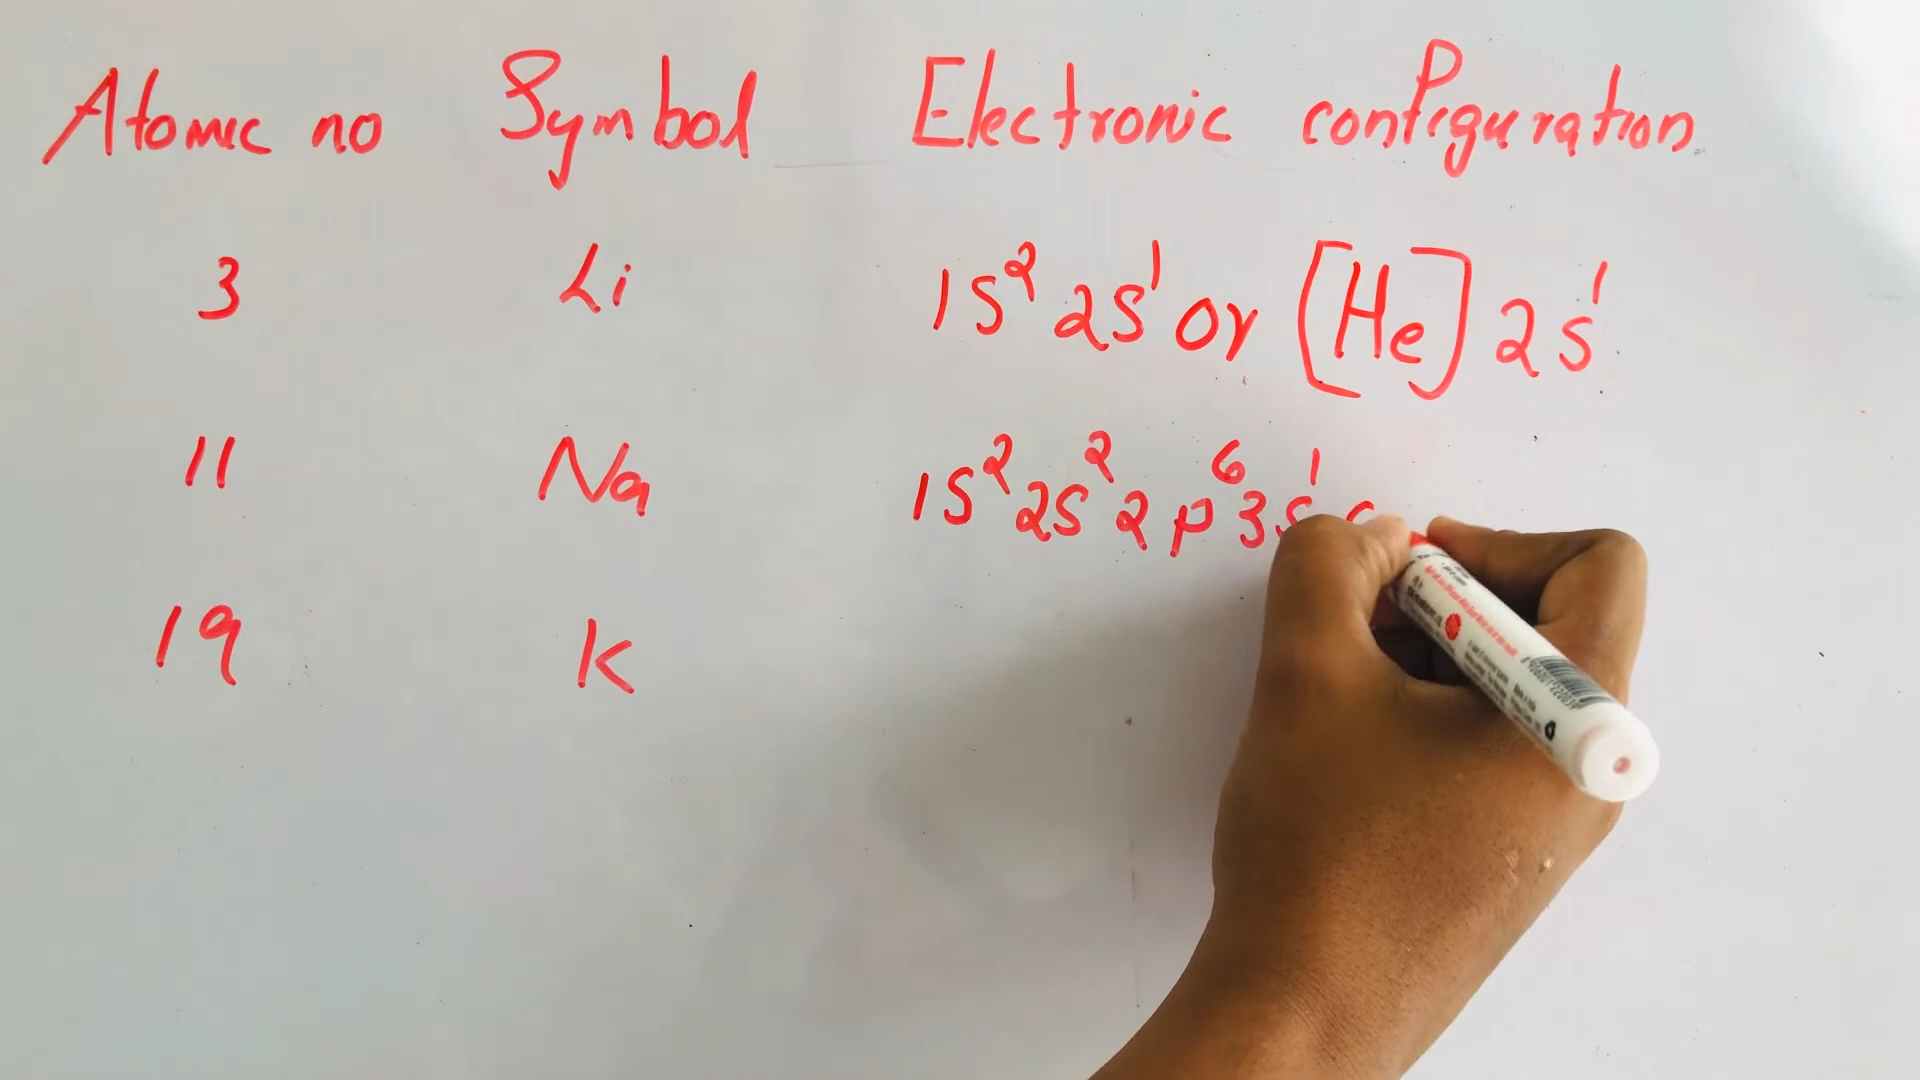 Atomic no Symbol Electronic configuration
3 Li 1s² 2s¹ or [He] 2s¹
11 Na 1s² 2s² 2p⁶ 3s¹
19 K